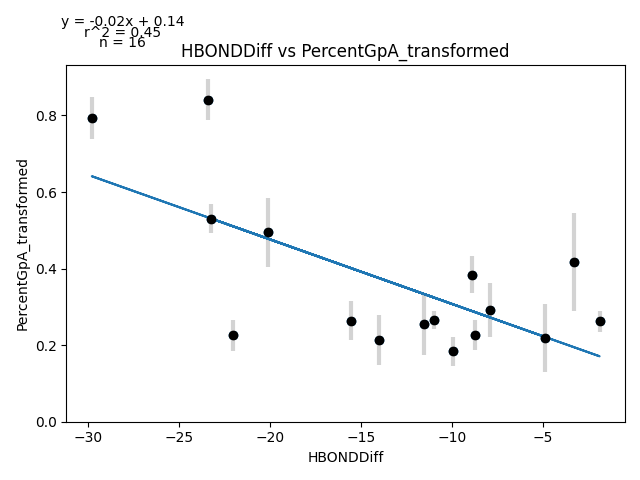 y = -0.02x + 0.14
r^2 = 0.45
n = 16
HBONDDiff vs PercentGpA_transformed
PercentGpA_transformed
0.8
0.6
0.4
0.2
0.0
−30
−25
−20
−15
−10
−5
HBONDDiff